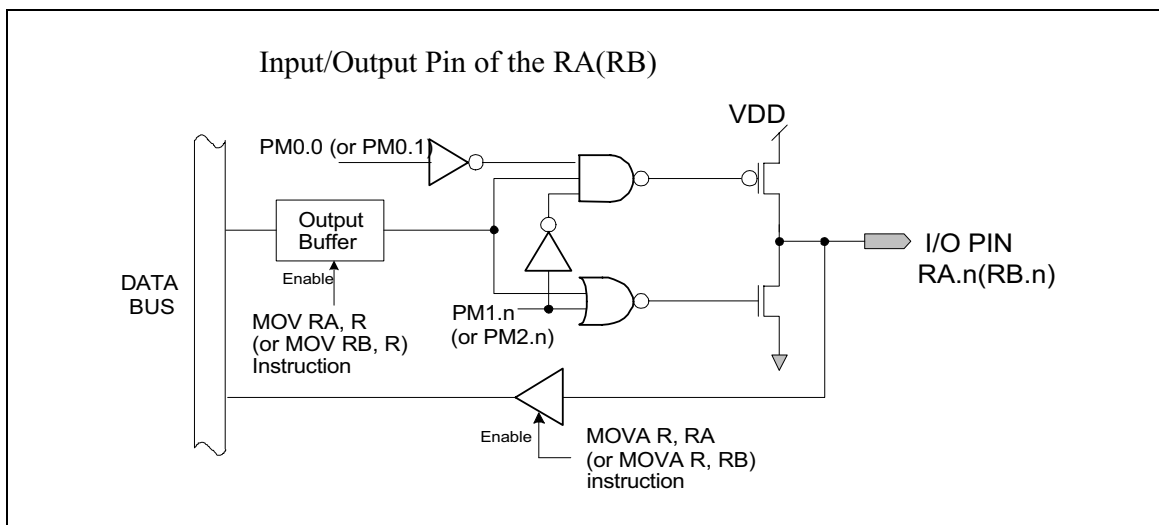 Input/Output Pin of the RA(RB)
VDD
PM0.0 (or PM0.1)
Output
Buffer
I/O PIN
RA.n(RB.n)
Enable
DATA
BUS
PM1.n
(or PM2.n)
MOV RA, R
(or MOV RB, R)
Instruction
Enable
MOVA R, RA
(or MOVA R, RB)
instruction